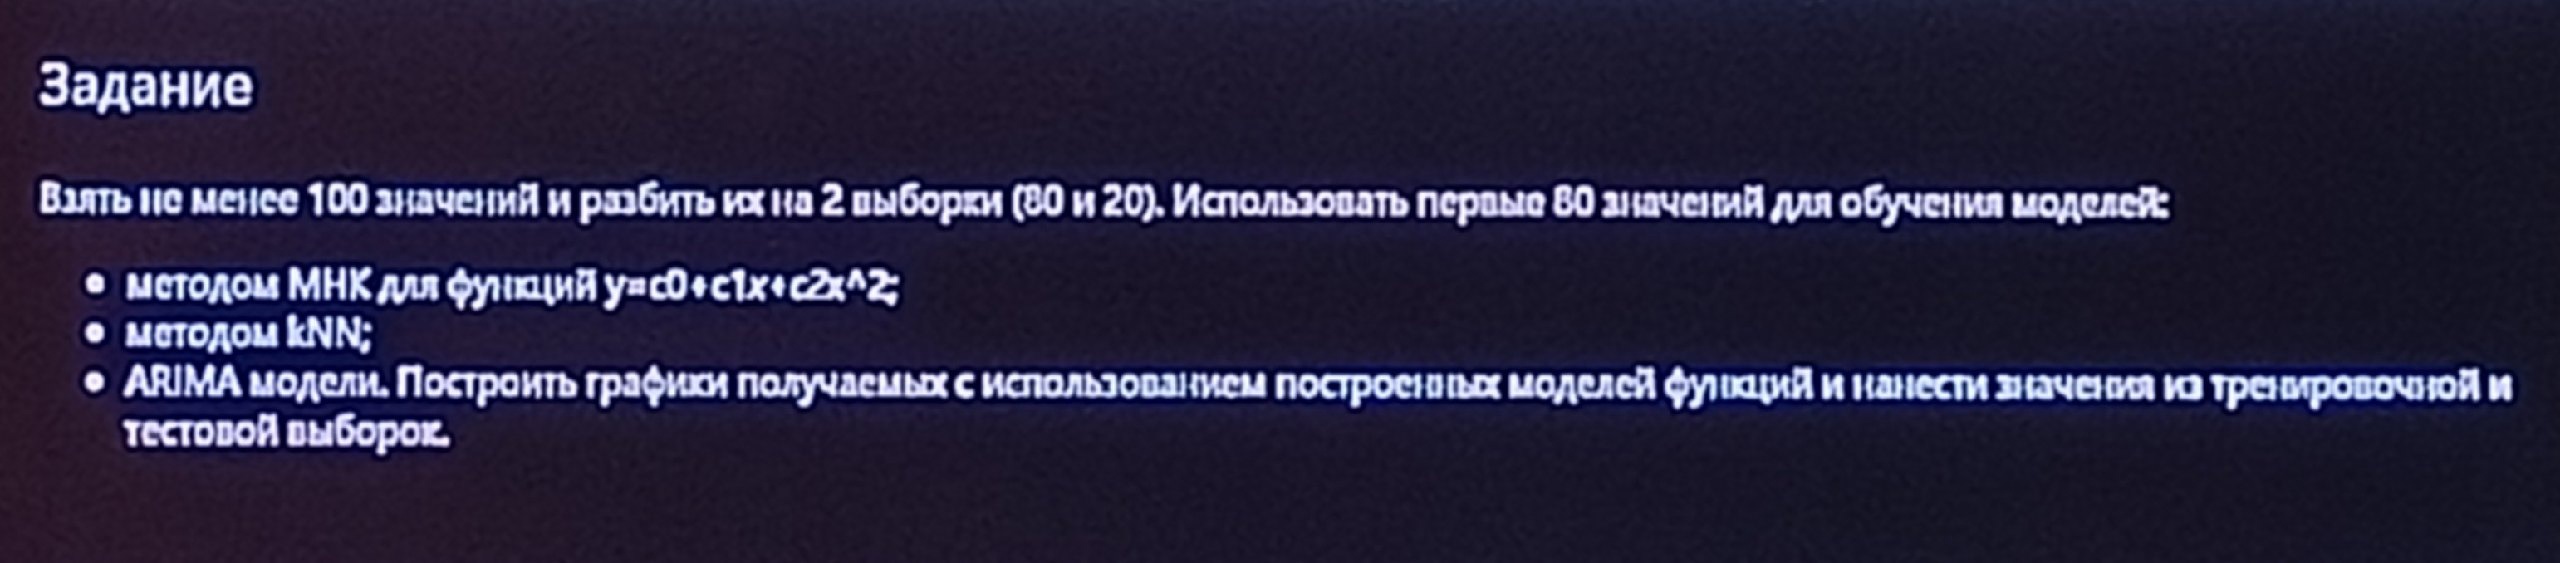 Задание
Взять не менее 100 значений и разбить их на 2 выборки (80 и 20). Использовать первые 80 значений для обучения моделей:
• методом МНК для функций y=c0+c1x+c2x^2;
• методом kNN;
• ARIMA модели. Построить графики получаемых с использованием построенных моделей функций и нанести значения из тренировочной и
тестовой выборок.